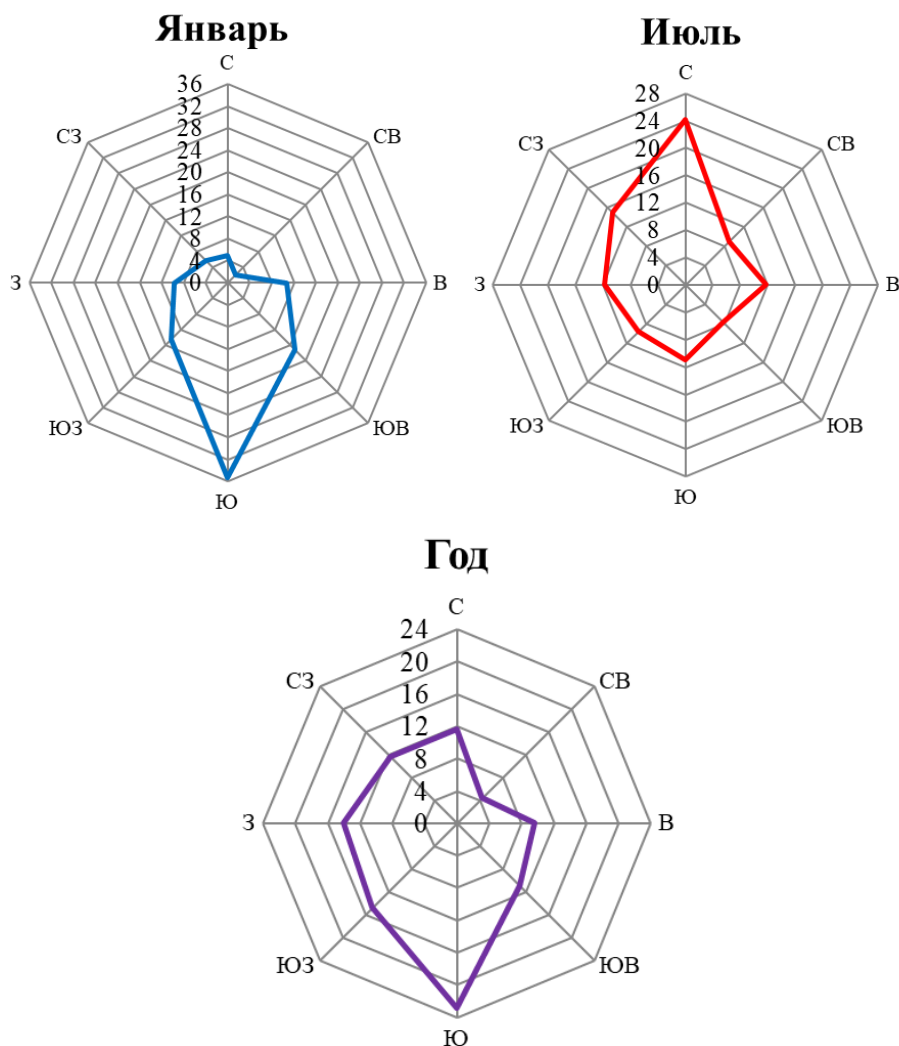 Январь
С
36
32
28
24
20
16
12
8
4
0
СВ
В
ЮВ
Ю
ЮЗ
З
СЗ
Июль
С
28
24
20
16
12
8
4
0
СВ
В
ЮВ
Ю
ЮЗ
З
СЗ
Год
С
24
20
16
12
8
4
0
СВ
В
ЮВ
Ю
ЮЗ
З
СЗ